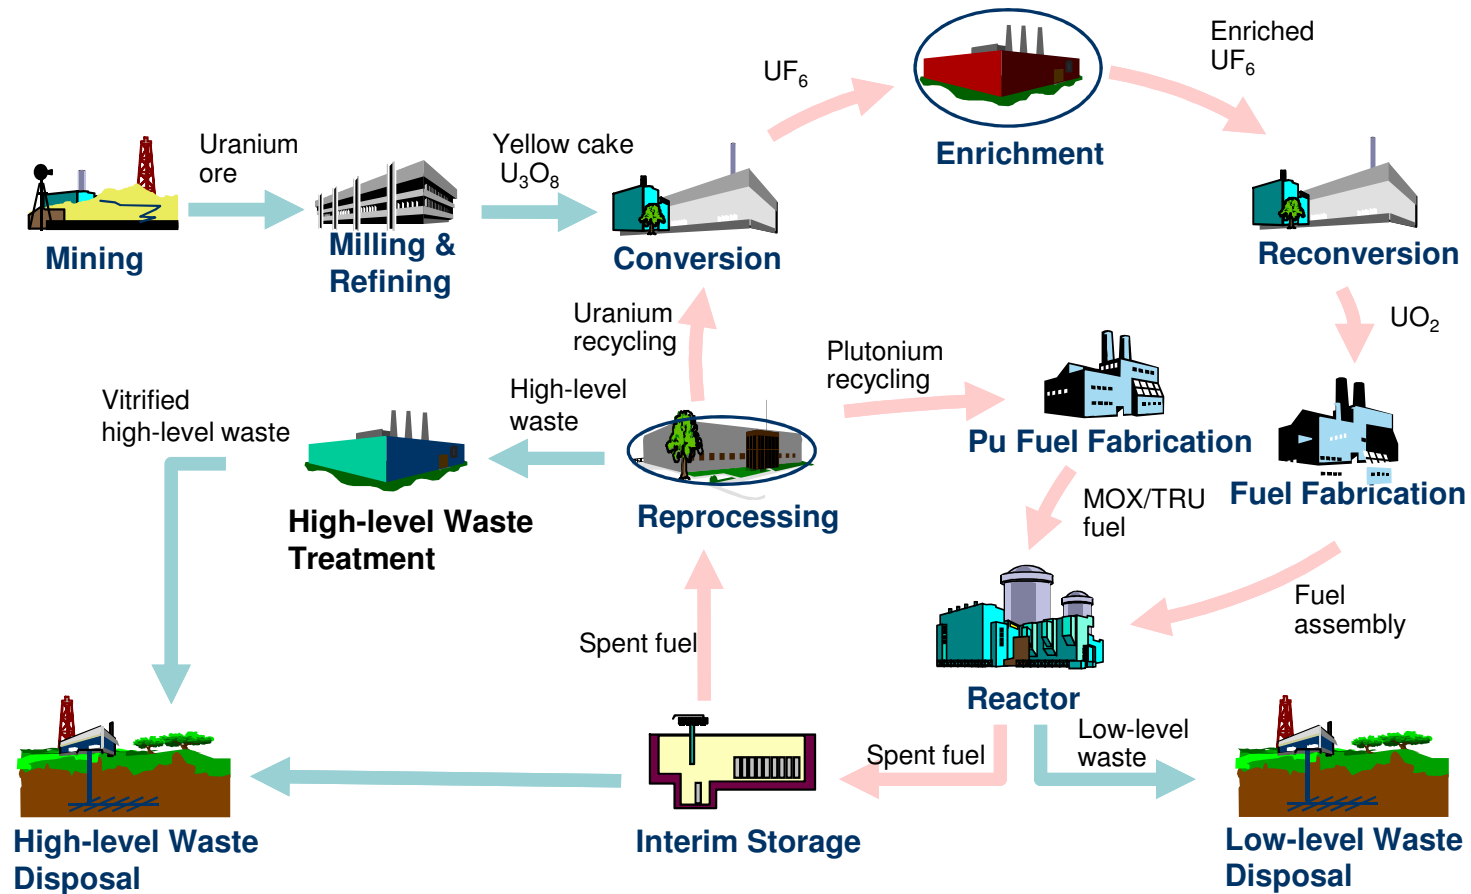 UF₆
Enriched
UF₆
Enrichment
Uranium
ore
Yellow cake
U₃O₈
Mining
Milling &
Refining
Conversion
Reconversion
Uranium
recycling
UO₂
Plutonium
recycling
Vitrified
high-level waste
High-level
waste
Pu Fuel Fabrication
Fuel Fabrication
High-level Waste
Treatment
Reprocessing
MOX/TRU
fuel
Fuel
assembly
Spent fuel
Reactor
Spent fuel
Low-level
waste
High-level Waste
Disposal
Interim Storage
Low-level Waste
Disposal